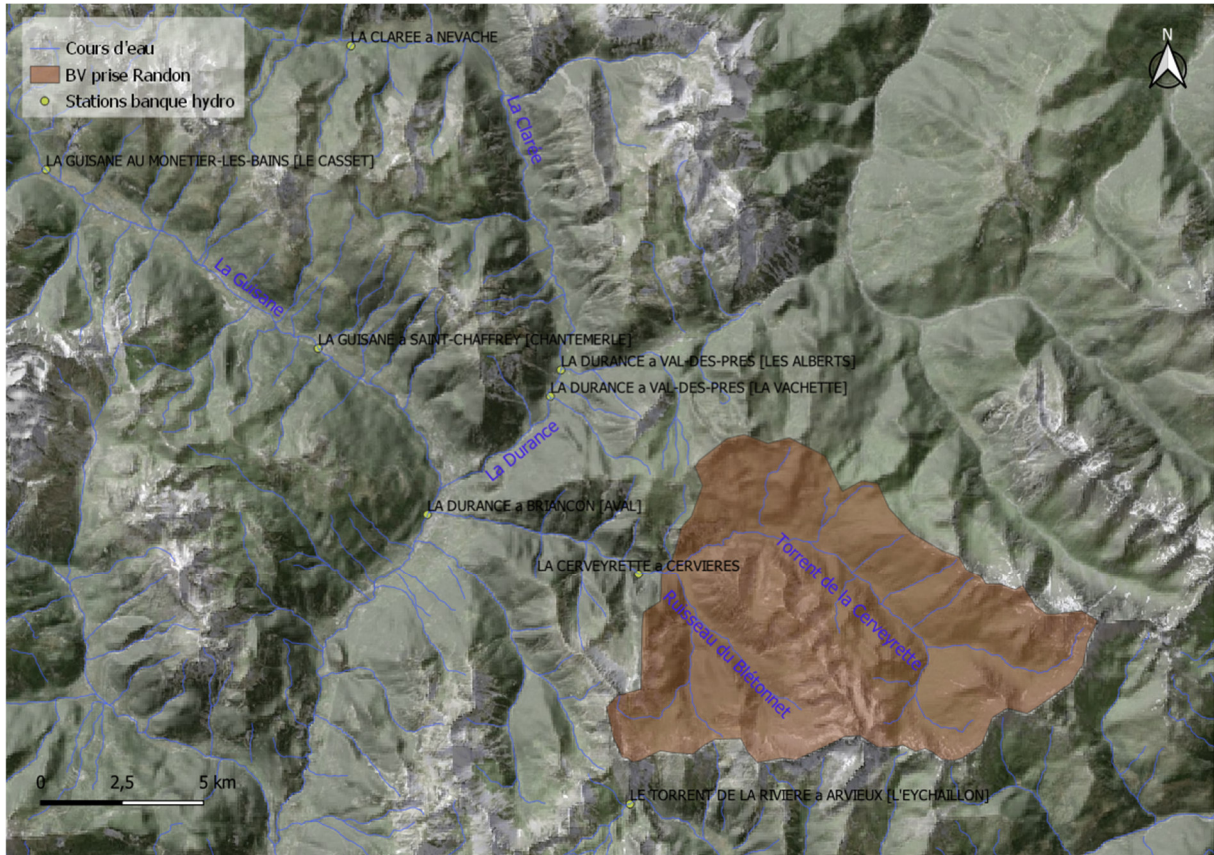 LA CLAREE a NEVACHE
Cours d'eau
BV prise Randon
Stations banque hydro
N
La Clarée
LA GUISANE AU MONETIER-LES-BAINS [LE CASSET]
La Guisane
LA GUISANE a SAINT-CHAFFREY [CHANTEMERLE]
LA DURANCE a VAL-DES-PRES [LES ALBERTS]
LA DURANCE a VAL-DES-PRES [LA VACHETTE]
La Durance
LA DURANCE a BRIANCON [AVAL]
LA CERVEYRETTE a CERVIERES
Torrent de la Cerveyrette
Ruisseau du Blétonnet
0 2,5 5 km
LE TORRENT DE LA RIVIERE a ARVIEUX [L'EYCHAILLON]